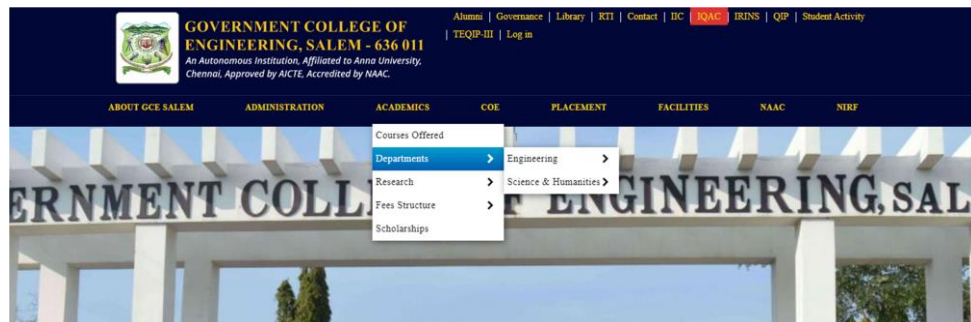 GOVERNMENT COLLEGE OF
ENGINEERING, SALEM - 636 011
An Autonomous Institution, Affiliated to Anna University,
Chennai, Approved by AICTE, Accredited by NAAC.
Alumni | Governance | Library | RTI | Contact | IIC | IQAC | IRINS | QIP | Student Activity
| TEQIP-III | Log in
ABOUT GCE SALEM ADMINISTRATION ACADEMICS COE PLACEMENT FACILITIES NAAC NIRF
Courses Offered
Departments
Research
Fees Structure
Scholarships
Engineering
Science & Humanities
ERNMENT COLL ENGINEERING, SAL